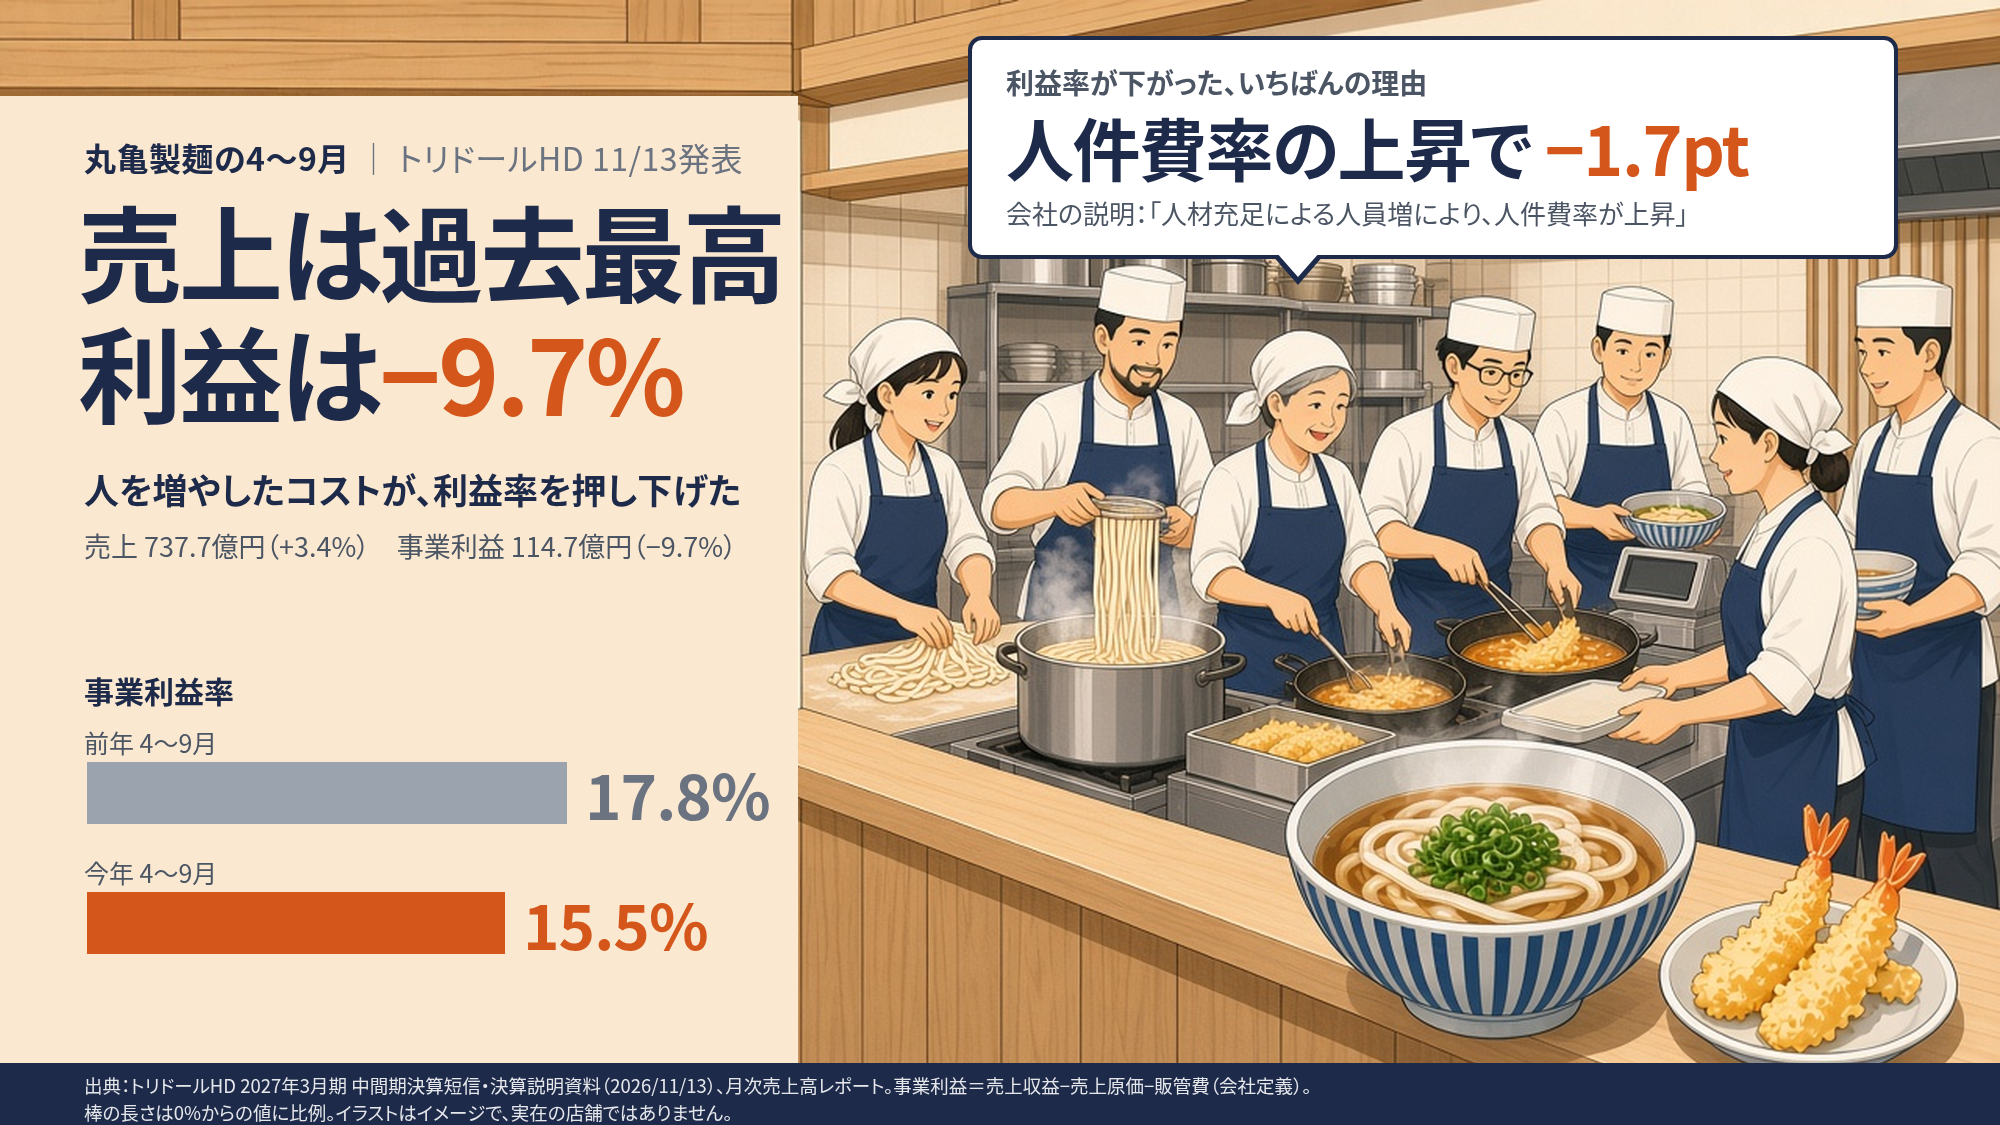 丸亀製麺の4〜9月｜トリドールHD 11/13発表
売上は過去最高
利益は−9.7%
人を増やしたコストが、利益率を押し下げた
売上 737.7億円（+3.4%）　事業利益 114.7億円（−9.7%）
事業利益率
前年 4〜9月
17.8%
今年 4〜9月
15.5%
利益率が下がった、いちばんの理由
人件費率の上昇で −1.7pt
会社の説明：「人材充足による人員増により、人件費率が上昇」
出典：トリドールHD 2027年3月期 中間期決算短信・決算説明資料（2026/11/13）、月次売上高レポート。事業利益＝売上収益−売上原価−販管費（会社定義）。
棒の長さは0%からの値に比例。イラストはイメージで、実在の店舗ではありません。